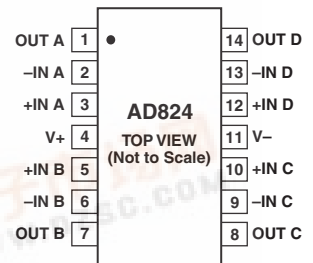 OUT A 1 14 OUT D
–IN A 2 13 –IN D
+IN A 3 12 +IN D
AD824
V+ 4 11 V–
TOP VIEW
(Not to Scale)
+IN B 5 10 +IN C
–IN B 6 9 –IN C
OUT B 7 8 OUT C